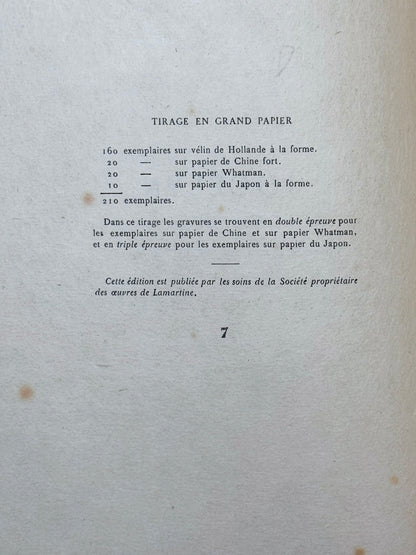 TIRAGE EN GRAND PAPIER
160 exemplaires sur vélin de Hollande à la forme.
20 — sur papier de Chine fort.
20 — sur papier Whatman.
10 — sur papier du Japon à la forme.
210 exemplaires.
Dans ce tirage les gravures se trouvent en double épreuve pour
les exemplaires sur papier de Chine et sur papier Whatman,
et en triple épreuve pour les exemplaires sur papier du Japon.
Cette édition est publiée par les soins de la Société propriétaire
des œuvres de Lamartine.
7